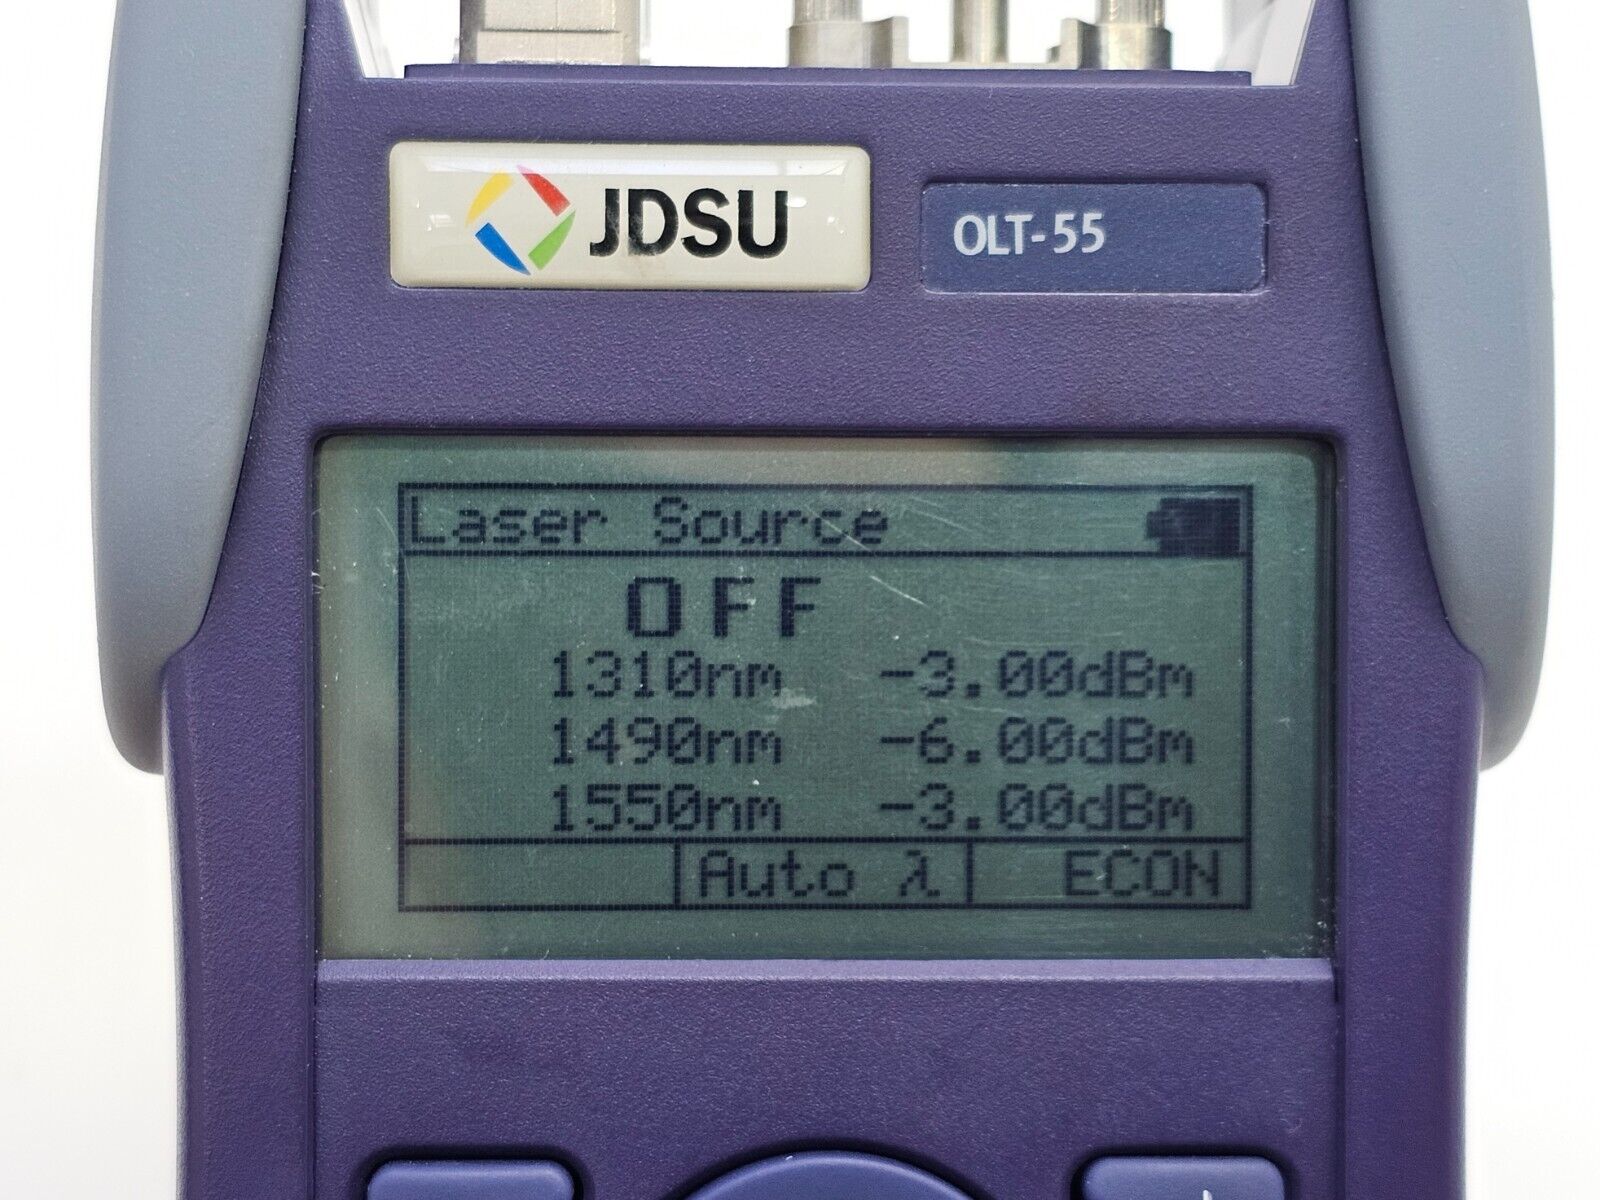 JDSU
OLT-55
Laser Source
OFF
1310nm -3.00dBm
1490nm -6.00dBm
1550nm -3.00dBm
Auto λ ECON